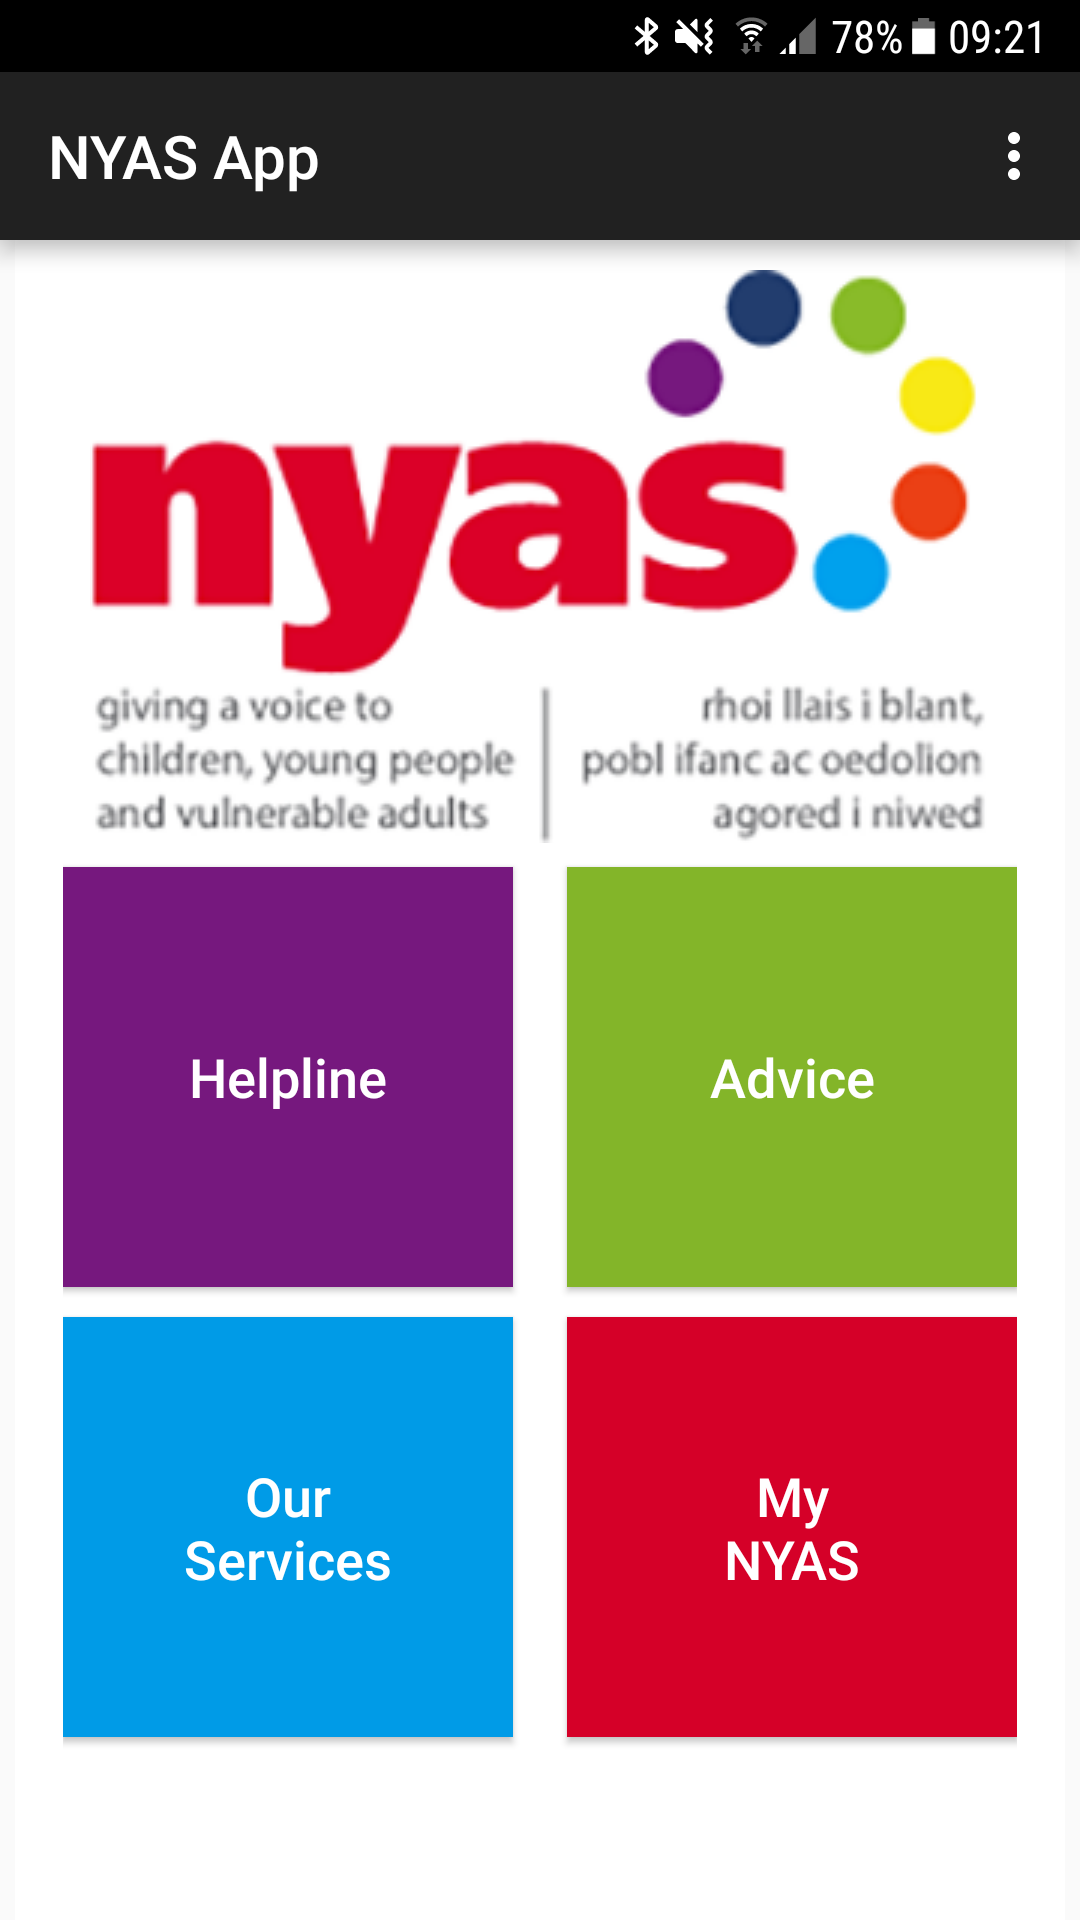 78% 09:21
NYAS App
nyas
giving a voice to
children, young people
and vulnerable adults
rhoi llais i blant,
pobl ifanc ac oedolion
agored i niwed
Helpline
Advice
Our
Services
My
NYAS